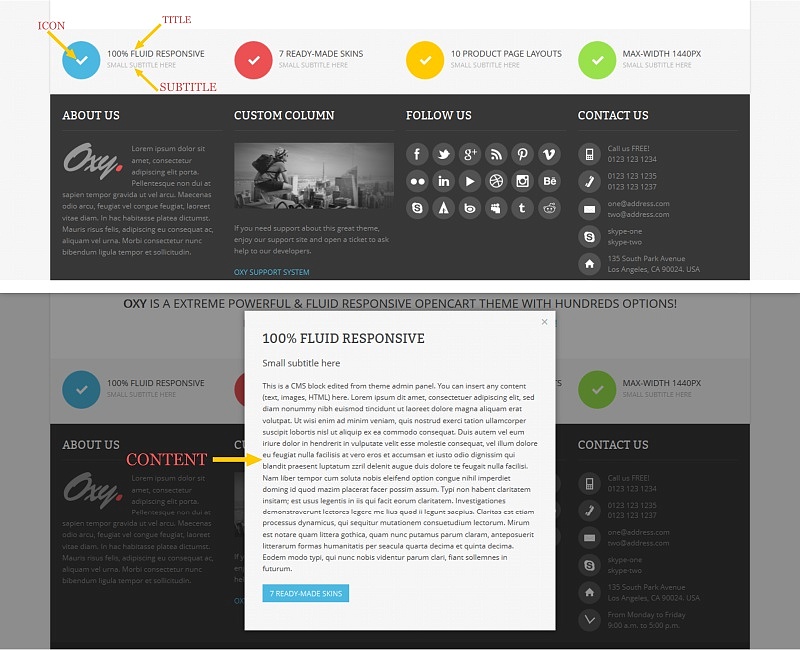 ICON
TITLE
100% FLUID RESPONSIVE
SMALL SUBTITLE HERE
SUBTITLE
7 READY-MADE SKINS
SMALL SUBTITLE HERE
10 PRODUCT PAGE LAYOUTS
SMALL SUBTITLE HERE
MAX-WIDTH 1440PX
SMALL SUBTITLE HERE
ABOUT US
Oxy.
Lorem ipsum dolor sit
amet, consectetur
adipiscing elit porta.
Pellentesque non dui at
sapien tempor gravida ut vel arcu. Maecenas
odio arcu, feugiat vel congue feugiat, laoreet
vitae diam. In hac habitasse platea dictumst.
Mauris risus felis, adipiscing eu consequat ac,
aliquam vel urna. Morbi consectetur nunc
bibendum ligula et porta et sollicitudin.
CUSTOM COLUMN
If you need support about this great theme,
enjoy our support site and open a ticket to ask
help to our developers.
OXY SUPPORT SYSTEM
FOLLOW US
CONTACT US
Call us FREE!
0123 123 1234
0123 123 1235
0123 123 1237
one@address.com
two@address.com
skype-one
skype-two
135 South Park Avenue
Los Angeles, CA 90024. USA
OXY IS A EXTREME POWERFUL & FLUID RESPONSIVE OPENCART THEME WITH HUNDREDS OPTIONS!
100% FLUID RESPONSIVE
SMALL SUBTITLE HERE
MAX-WIDTH 1440PX
SMALL SUBTITLE HERE
×
100% FLUID RESPONSIVE
Small subtitle here
This is a CMS block edited from theme admin panel. You can insert any content
(text, images, HTML) here. Lorem ipsum dit amet, consectetuer adipiscing elit, sed
diam nonummy nibh euismod tincidunt ut laoreet dolore magna aliquam erat
volutpat. Ut wisi enim ad minim veniam, quis nostrud exerci tation ullamcorper
suscipit lobortis nisl ut aliquip ex ea commodo consequat. Duis autem vel eum
iriure dolor in hendrerit in vulputate velit esse molestie consequat, vel illum dolore
eu feugiat nulla facilisis at vero eros et accumsan et iusto odio dignissim qui
blandit praesent luptatum zzril delenit augue duis dolore te feugait nulla facilisi.
Nam liber tempor cum soluta nobis eleifend option congue nihil imperdiet
doming id quod mazim placerat facer possim assum. Typi non habent claritatem
insitam; est usus legentis in iis qui facit eorum claritatem. Investigationes
demonstraverunt lectores legere me lius quod ii legunt saepius. Claritas est etiam
processus dynamicus, qui sequitur mutationem consuetudium lectorum. Mirum
est notare quam littera gothica, quam nunc putamus parum claram, anteposuerit
litterarum formas humanitatis per seacula quarta decima et quinta decima.
Eodem modo typi, qui nunc nobis videntur parum clari, fiant sollemnes in
futurum.
7 READY-MADE SKINS
CONTENT
ABOUT US
Oxy.
Lorem ipsum dolor sit
amet, consectetur
adipiscing elit porta.
Pellentesque non dui at
sapien tempor gravida ut vel arcu. Maecenas
odio arcu, feugiat vel congue feugiat, laoreet
vitae diam. In hac habitasse platea dictumst.
Mauris risus felis, adipiscing eu consequat ac,
aliquam vel urna. Morbi consectetur nunc
bibendum ligula et porta et sollicitudin.
CONTACT US
Call us FREE!
0123 123 1234
0123 123 1235
0123 123 1237
one@address.com
two@address.com
skype-one
skype-two
135 South Park Avenue
Los Angeles, CA 90024. USA
From Monday to Friday
9:00 a.m. to 5:00 p.m.